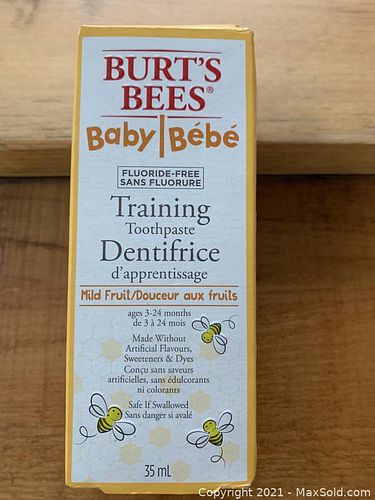 BURT'S
BEES®
Baby | Bébé
FLUORIDE-FREE
SANS FLUORURE
Training
Toothpaste
Dentifrice
d'apprentissage
Mild Fruit/Douceur aux fruits
ages 3-24 months
de 3 à 24 mois
Made Without
Artificial Flavours,
Sweeteners & Dyes
Conçu sans saveurs
artificielles, sans édulcorants
ni colorants
Safe If Swallowed
Sans danger si avalé
35 mL
Copyright 2021 - MaxSold.com